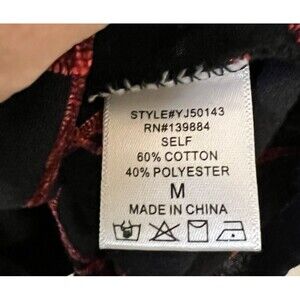 STYLE#YJ50143
RN#139884
SELF
60% COTTON
40% POLYESTER
M
MADE IN CHINA